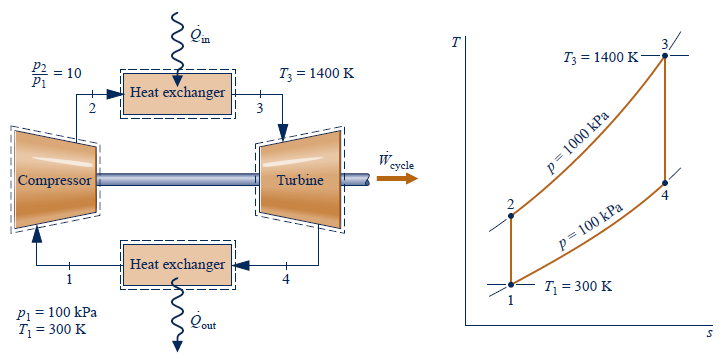 Q̇in
p2/p1 = 10
T3 = 1400 K
Heat exchanger
2
3
Compressor
Turbine
Ẇcycle
Heat exchanger
1
4
p1 = 100 kPa
T1 = 300 K
Q̇out
T
3
T3 = 1400 K
p = 1000 kPa
2
4
p = 100 kPa
T1 = 300 K
1
s